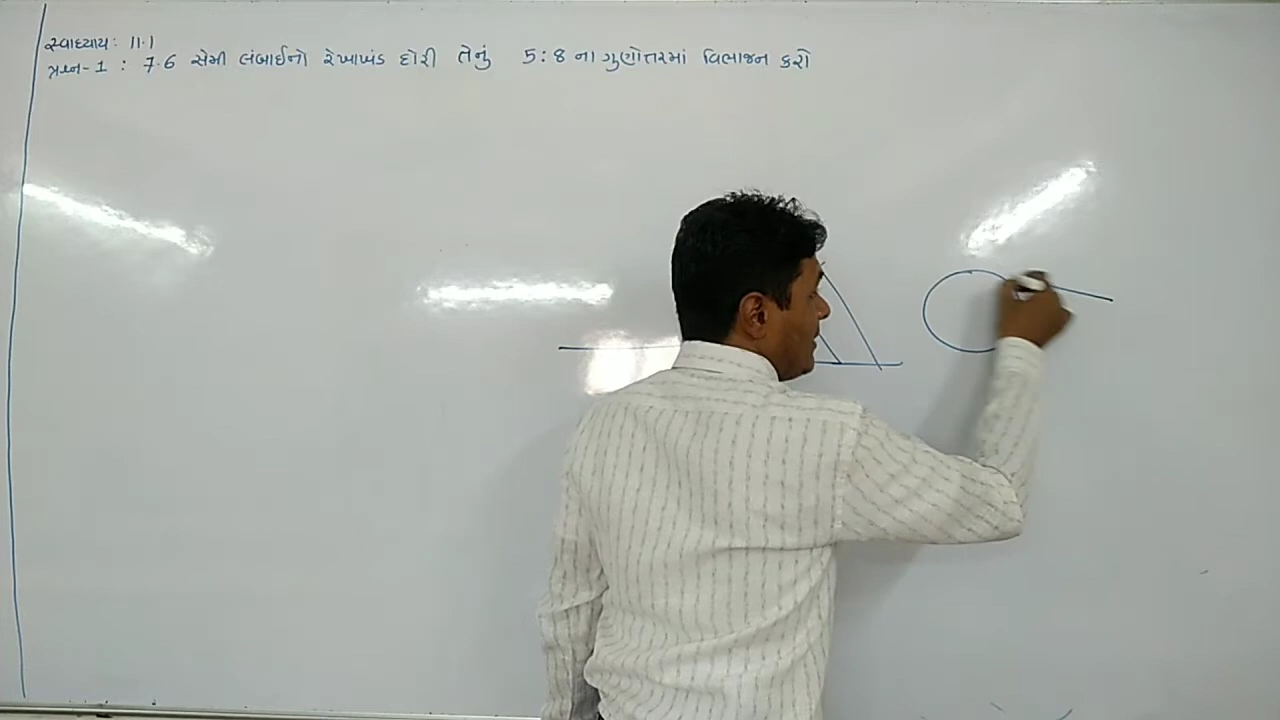 સ્વાધ્યાય: 11.1
પ્રશ્ન-1 : 7.6 સેમી લંબાઈનો રેખાખંડ દોરી તેનું 5:8 ના ગુણોત્તરમાં વિભાજન કરો